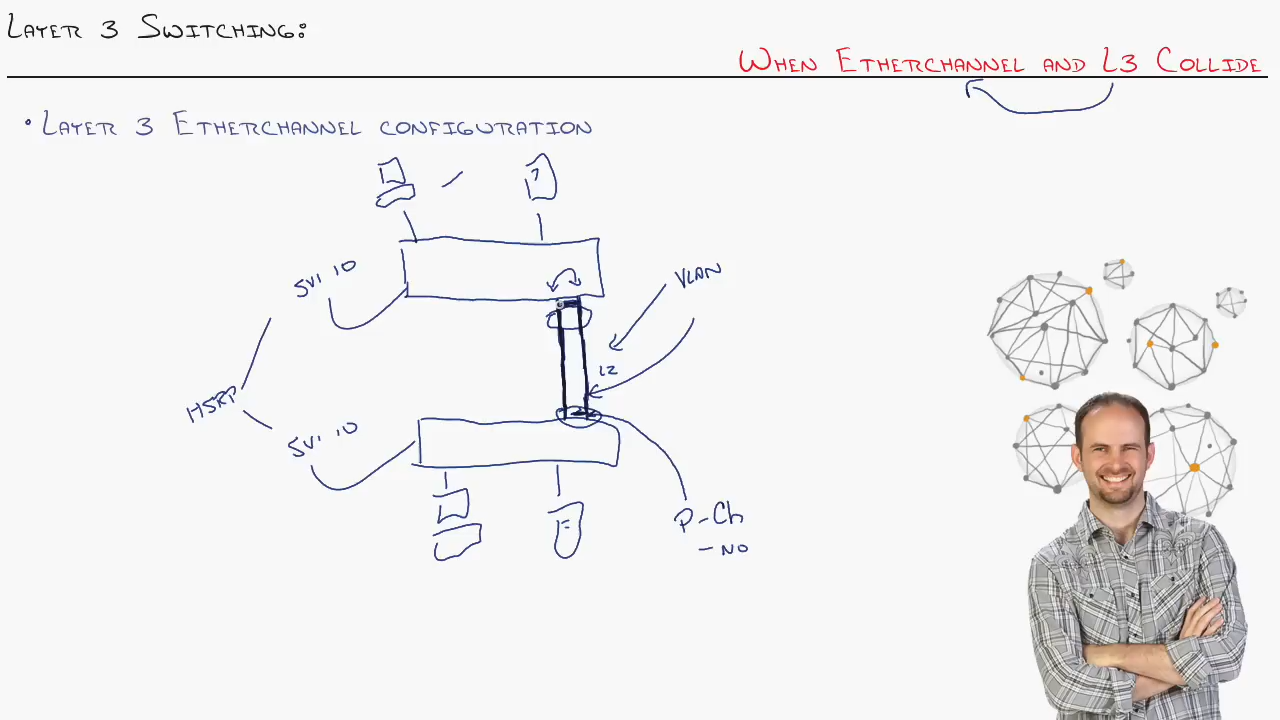 LAYER 3 SWITCHING:
WHEN ETHERCHANNEL AND L3 COLLIDE
• LAYER 3 ETHERCHANNEL CONFIGURATION
SVI 10
VLAN
L2
HSRP
SVI 10
P-Ch
- NO